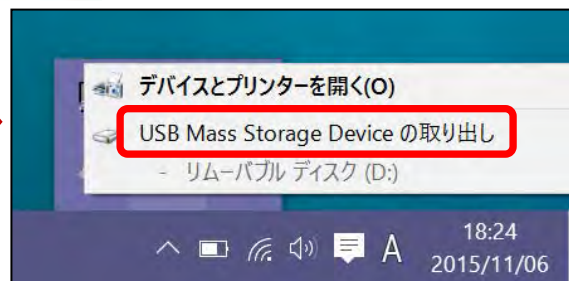 デバイスとプリンターを開く(O)
USB Mass Storage Device の取り出し
- リムーバブル ディスク (D:)
A
18:24
2015/11/06